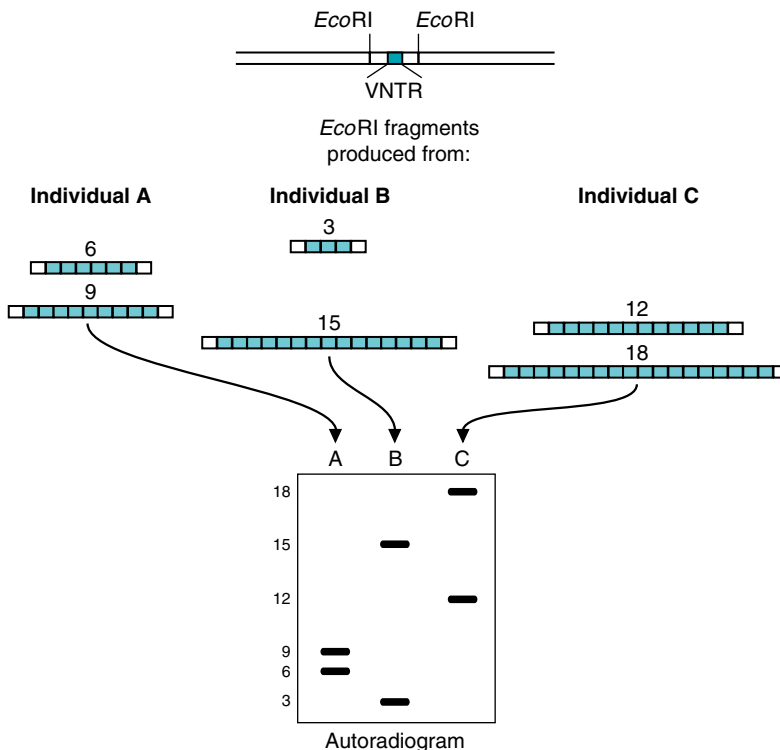 EcoRI EcoRI
VNTR
EcoRI fragments
produced from:
Individual A Individual B Individual C
3
6
9
15
12
18
A B C
18
15
12
9
6
3
Autoradiogram